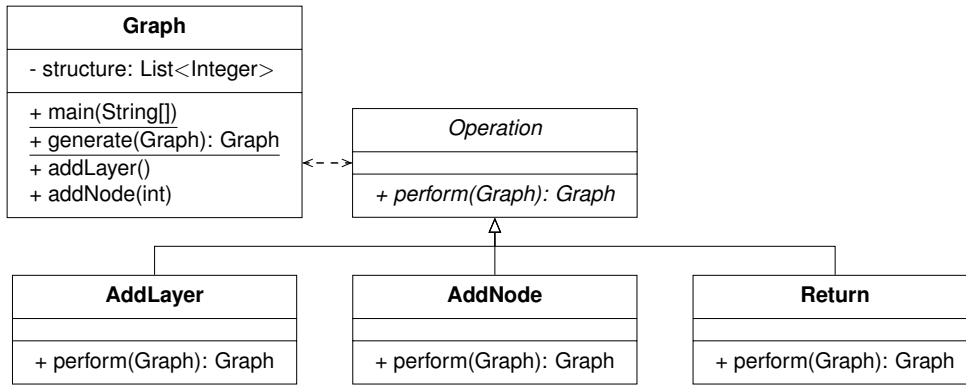 Graph
- structure: List<Integer>
+ main(String[])
+ generate(Graph): Graph
+ addLayer()
+ addNode(int)
Operation
+ perform(Graph): Graph
AddLayer
+ perform(Graph): Graph
AddNode
+ perform(Graph): Graph
Return
+ perform(Graph): Graph